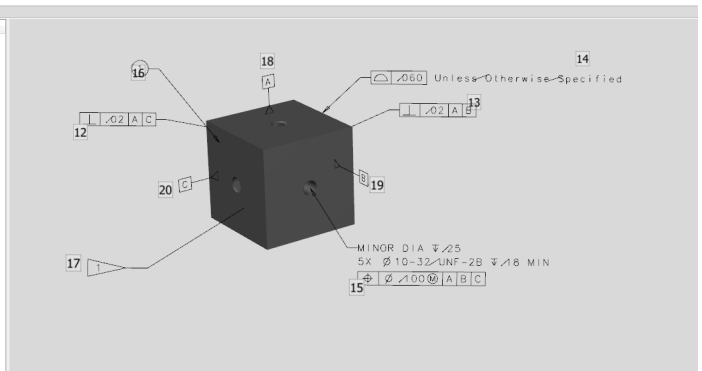 18
14
16
A
⌓ .060 Unless Otherwise Specified
13
⊥ .02 A B
⊥ .02 A C
12
20
C
B
19
17
1
MINOR DIA ↧.25
5X Ø10-32 UNF-2B ↧.18 MIN
15
⌖ Ø .100 Ⓜ A B C